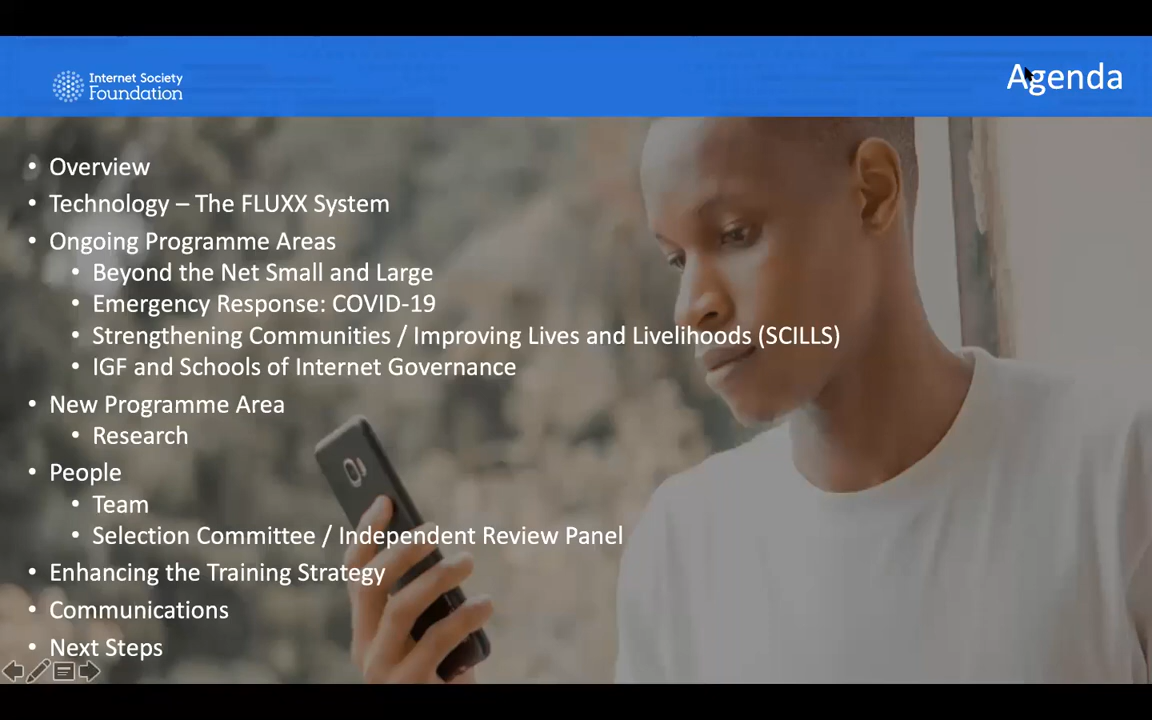 Internet Society
Foundation
Agenda
• Overview
• Technology – The FLUXX System
• Ongoing Programme Areas
• Beyond the Net Small and Large
• Emergency Response: COVID-19
• Strengthening Communities / Improving Lives and Livelihoods (SCILLS)
• IGF and Schools of Internet Governance
• New Programme Area
• Research
• People
• Team
• Selection Committee / Independent Review Panel
• Enhancing the Training Strategy
• Communications
• Next Steps